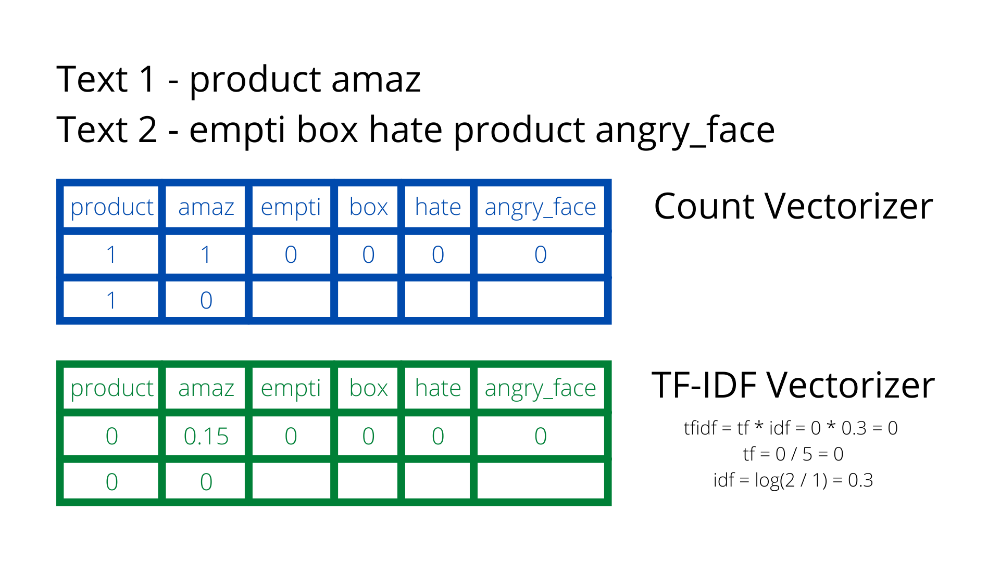 Text 1 - product amaz
Text 2 - empti box hate product angry_face
product amaz empti box hate angry_face
1 1 0 0 0 0
1 0
Count Vectorizer
product amaz empti box hate angry_face
0 0.15 0 0 0 0
0 0
TF-IDF Vectorizer
tfidf = tf * idf = 0 * 0.3 = 0
tf = 0 / 5 = 0
idf = log(2 / 1) = 0.3